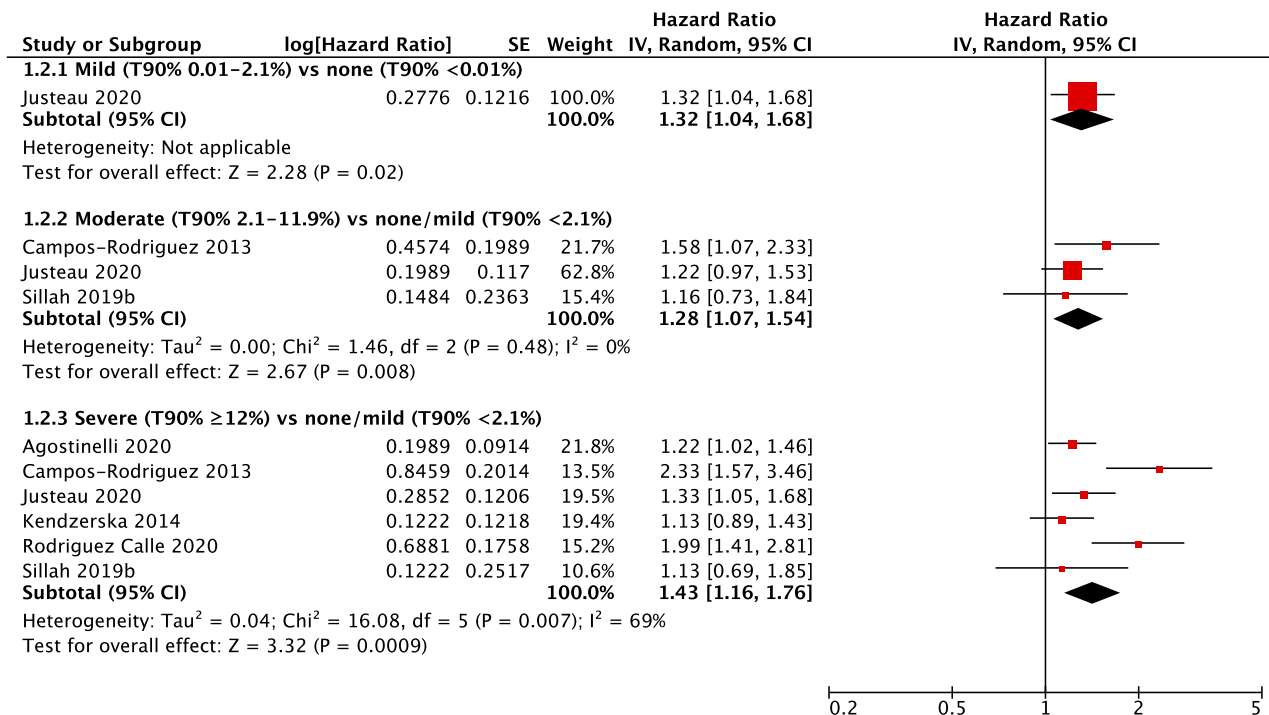 Hazard Ratio Hazard Ratio
Study or Subgroup log[Hazard Ratio] SE Weight IV, Random, 95% CI IV, Random, 95% CI
1.2.1 Mild (T90% 0.01–2.1%) vs none (T90% <0.01%)
Justeau 2020 0.2776 0.1216 100.0% 1.32 [1.04, 1.68]
Subtotal (95% CI) 100.0% 1.32 [1.04, 1.68]
Heterogeneity: Not applicable
Test for overall effect: Z = 2.28 (P = 0.02)
1.2.2 Moderate (T90% 2.1–11.9%) vs none/mild (T90% <2.1%)
Campos–Rodriguez 2013 0.4574 0.1989 21.7% 1.58 [1.07, 2.33]
Justeau 2020 0.1989 0.117 62.8% 1.22 [0.97, 1.53]
Sillah 2019b 0.1484 0.2363 15.4% 1.16 [0.73, 1.84]
Subtotal (95% CI) 100.0% 1.28 [1.07, 1.54]
Heterogeneity: Tau² = 0.00; Chi² = 1.46, df = 2 (P = 0.48); I² = 0%
Test for overall effect: Z = 2.67 (P = 0.008)
1.2.3 Severe (T90% ≥12%) vs none/mild (T90% <2.1%)
Agostinelli 2020 0.1989 0.0914 21.8% 1.22 [1.02, 1.46]
Campos–Rodriguez 2013 0.8459 0.2014 13.5% 2.33 [1.57, 3.46]
Justeau 2020 0.2852 0.1206 19.5% 1.33 [1.05, 1.68]
Kendzerska 2014 0.1222 0.1218 19.4% 1.13 [0.89, 1.43]
Rodriguez Calle 2020 0.6881 0.1758 15.2% 1.99 [1.41, 2.81]
Sillah 2019b 0.1222 0.2517 10.6% 1.13 [0.69, 1.85]
Subtotal (95% CI) 100.0% 1.43 [1.16, 1.76]
Heterogeneity: Tau² = 0.04; Chi² = 16.08, df = 5 (P = 0.007); I² = 69%
Test for overall effect: Z = 3.32 (P = 0.0009)
0.2 0.5 1 2 5